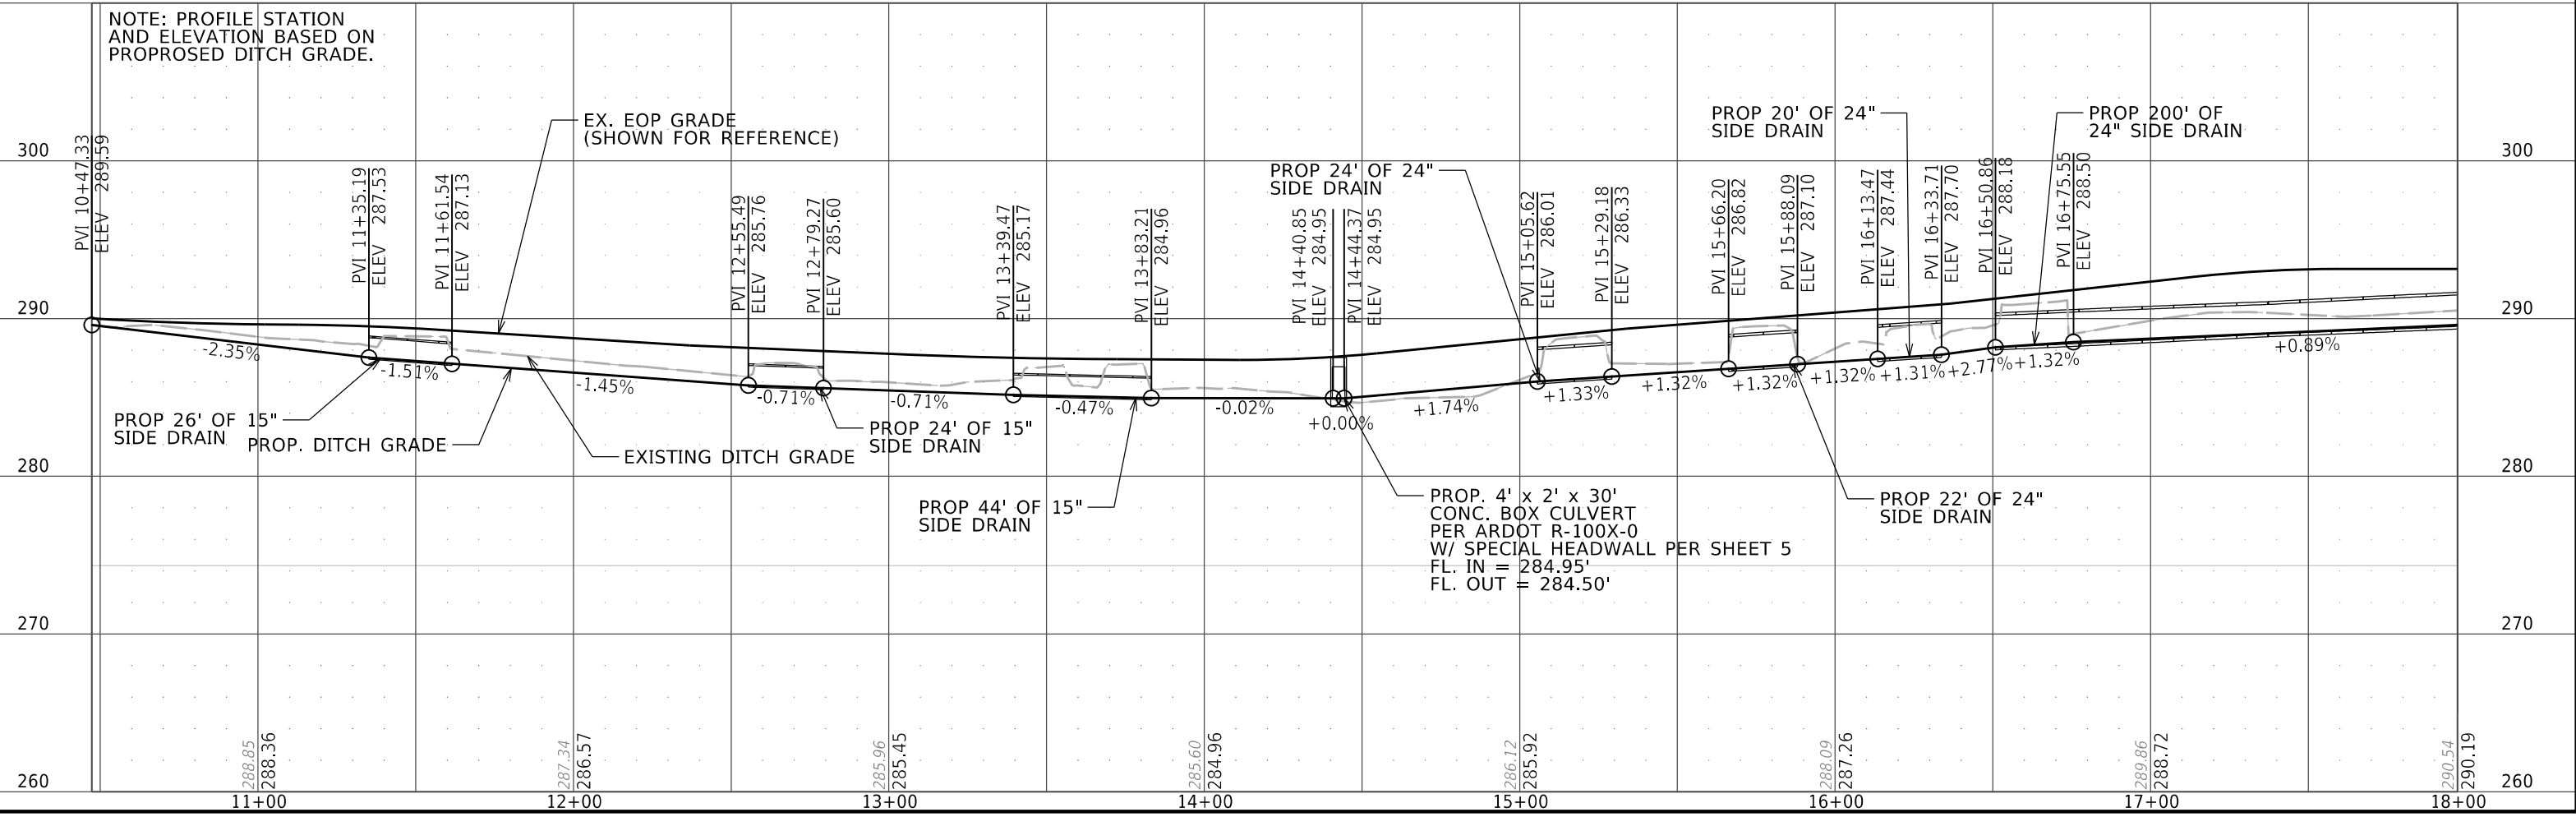 NOTE: PROFILE STATION
AND ELEVATION BASED ON
PROPROSED DITCH GRADE.
EX. EOP GRADE
(SHOWN FOR REFERENCE)
PROP 24' OF 24"
SIDE DRAIN
PROP 20' OF 24"
SIDE DRAIN
PROP 200' OF
24" SIDE DRAIN
300
300
290
290
280
280
270
270
260
260
PVI 10+47.33
ELEV 289.59
PVI 11+35.19
ELEV 287.53
PVI 11+61.54
ELEV 287.13
PVI 12+55.49
ELEV 285.76
PVI 12+79.27
ELEV 285.60
PVI 13+39.47
ELEV 285.17
PVI 13+83.21
ELEV 284.96
PVI 14+40.85
ELEV 284.95
PVI 14+44.37
ELEV 284.95
PVI 15+05.62
ELEV 286.01
PVI 15+29.18
ELEV 286.33
PVI 15+66.20
ELEV 286.82
PVI 15+88.09
ELEV 287.10
PVI 16+13.47
ELEV 287.44
PVI 16+33.71
ELEV 287.70
PVI 16+50.86
ELEV 288.18
PVI 16+75.55
ELEV 288.50
-2.35%
-1.51%
-1.45%
-0.71%
-0.71%
-0.47%
-0.02%
+0.00%
+1.74%
+1.33%
+1.32%
+1.32%
+1.32%
+1.31%
+2.77%
+1.32%
+0.89%
PROP 26' OF 15"
SIDE DRAIN
PROP. DITCH GRADE
EXISTING DITCH GRADE
PROP 24' OF 15"
SIDE DRAIN
PROP 44' OF 15"
SIDE DRAIN
PROP. 4' x 2' x 30'
CONC. BOX CULVERT
PER ARDOT R-100X-0
W/ SPECIAL HEADWALL PER SHEET 5
FL. IN = 284.95'
FL. OUT = 284.50'
PROP 22' OF 24"
SIDE DRAIN
288.85
288.36
287.34
286.57
285.96
285.45
285.60
284.96
286.12
285.92
288.09
287.26
289.86
288.72
290.54
290.19
11+00
12+00
13+00
14+00
15+00
16+00
17+00
18+00